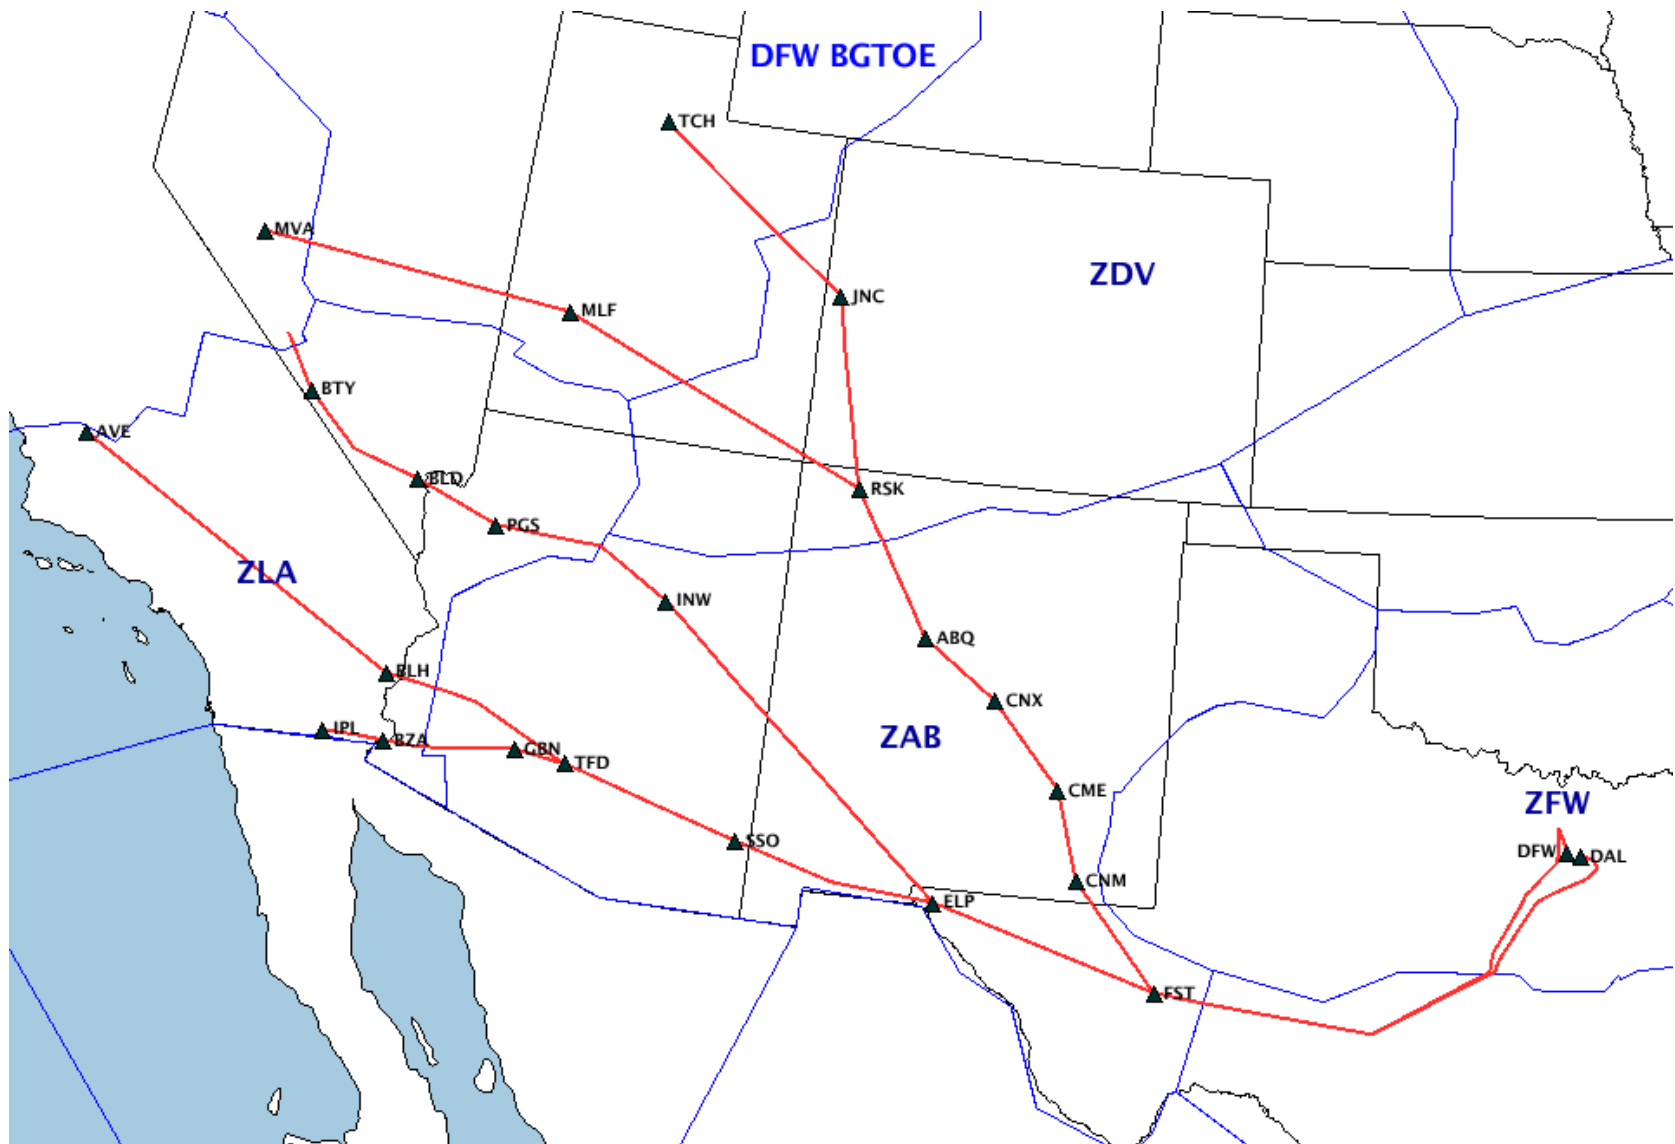 DFW BGTOE
TCH
MVA
ZDV
JNC
MLF
BTY
AVE
BLD
RSK
PGS
ZLA
INW
ABQ
BLH
CNX
IPL
BZA
ZAB
GBN
TFD
CME
ZFW
SSO
DFW
DAL
CNM
ELP
FST